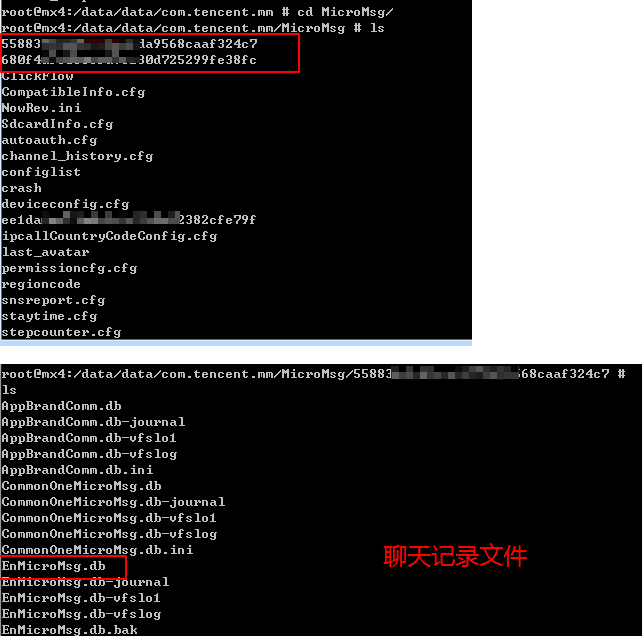 root@mx4:/data/data/com.tencent.mm # cd MicroMsg/
root@mx4:/data/data/com.tencent.mm/MicroMsg # ls
55883 da9568caaf324c7
680f4 30d725299fe38fc
ClickFlow
CompatibleInfo.cfg
NowRev.ini
SdcardInfo.cfg
autoauth.cfg
channel_history.cfg
configlist
crash
deviceconfig.cfg
ee1da 2382cfe79f
ipcallCountryCodeConfig.cfg
last_avatar
permissioncfg.cfg
regioncode
snsreport.cfg
staytime.cfg
stepcounter.cfg
root@mx4:/data/data/com.tencent.mm/MicroMsg/55883 68caaf324c7 #
ls
AppBrandComm.db
AppBrandComm.db-journal
AppBrandComm.db-vfslo1
AppBrandComm.db-vfslog
AppBrandComm.db.ini
CommonOneMicroMsg.db
CommonOneMicroMsg.db-journal
CommonOneMicroMsg.db-vfslo1
CommonOneMicroMsg.db-vfslog
CommonOneMicroMsg.db.ini
聊天记录文件
EnMicroMsg.db
EnMicroMsg.db-journal
EnMicroMsg.db-vfslo1
EnMicroMsg.db-vfslog
EnMicroMsg.db.bak